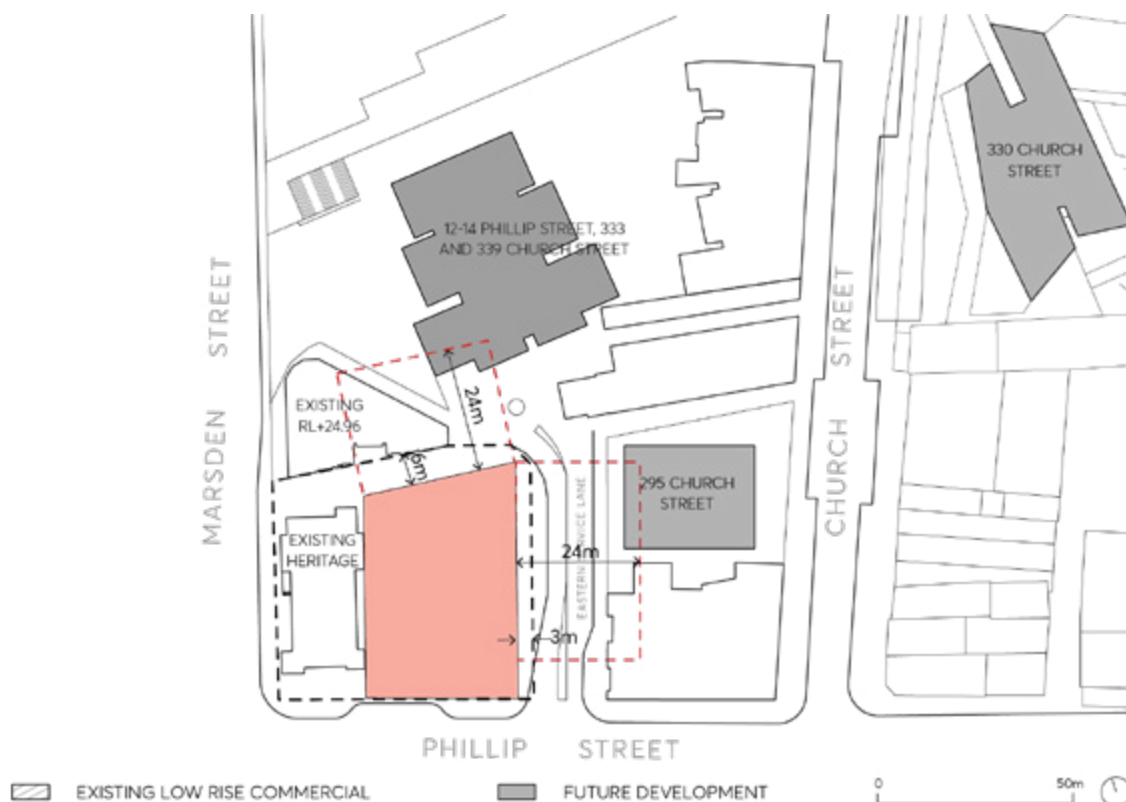 330 CHURCH
STREET
12-14 PHILLIP STREET, 333
AND 339 CHURCH STREET
MARSDEN STREET
CHURCH STREET
24m
EXISTING
RL+24.96
6m
295 CHURCH
STREET
EASTERN SERVICE LANE
EXISTING
HERITAGE
24m
3m
PHILLIP STREET
EXISTING LOW RISE COMMERCIAL
FUTURE DEVELOPMENT
0
50m